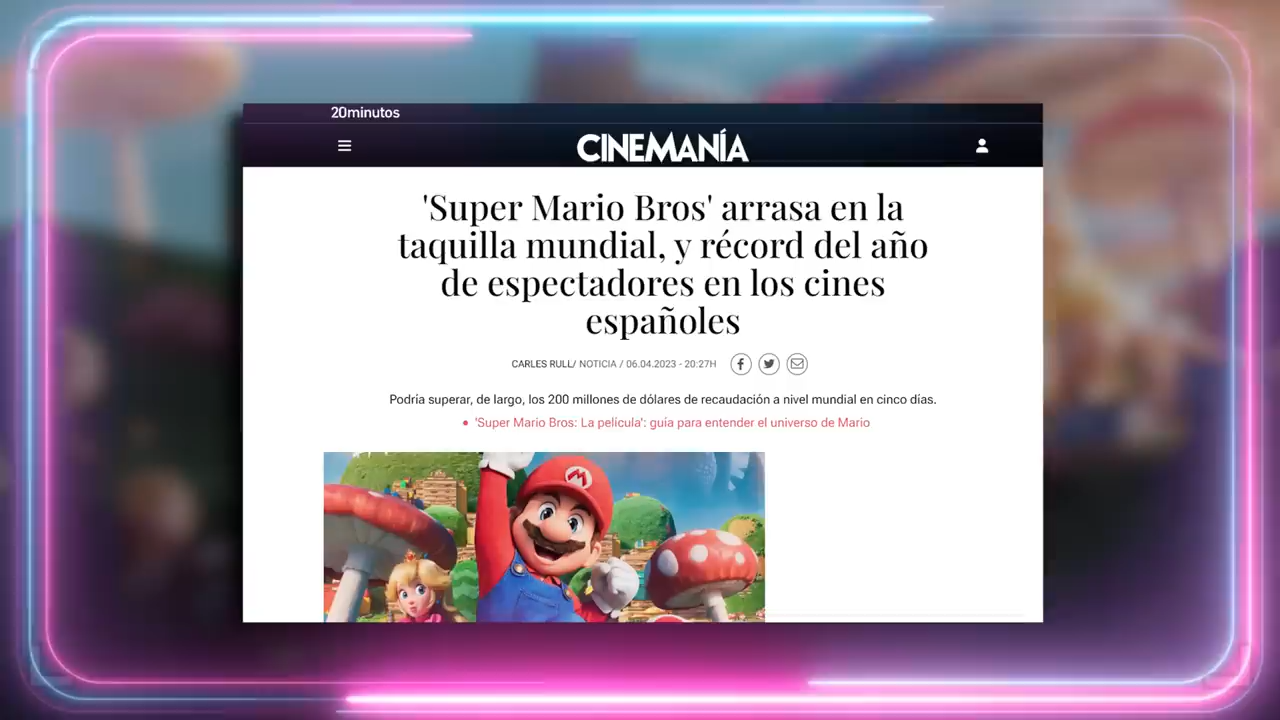 20minutos
CINEMANÍA
'Super Mario Bros' arrasa en la
taquilla mundial, y récord del año
de espectadores en los cines
españoles
CARLES RULL/ NOTICIA / 06.04.2023 - 20:27H
Podría superar, de largo, los 200 millones de dólares de recaudación a nivel mundial en cinco días.
• 'Super Mario Bros: La película': guía para entender el universo de Mario
M